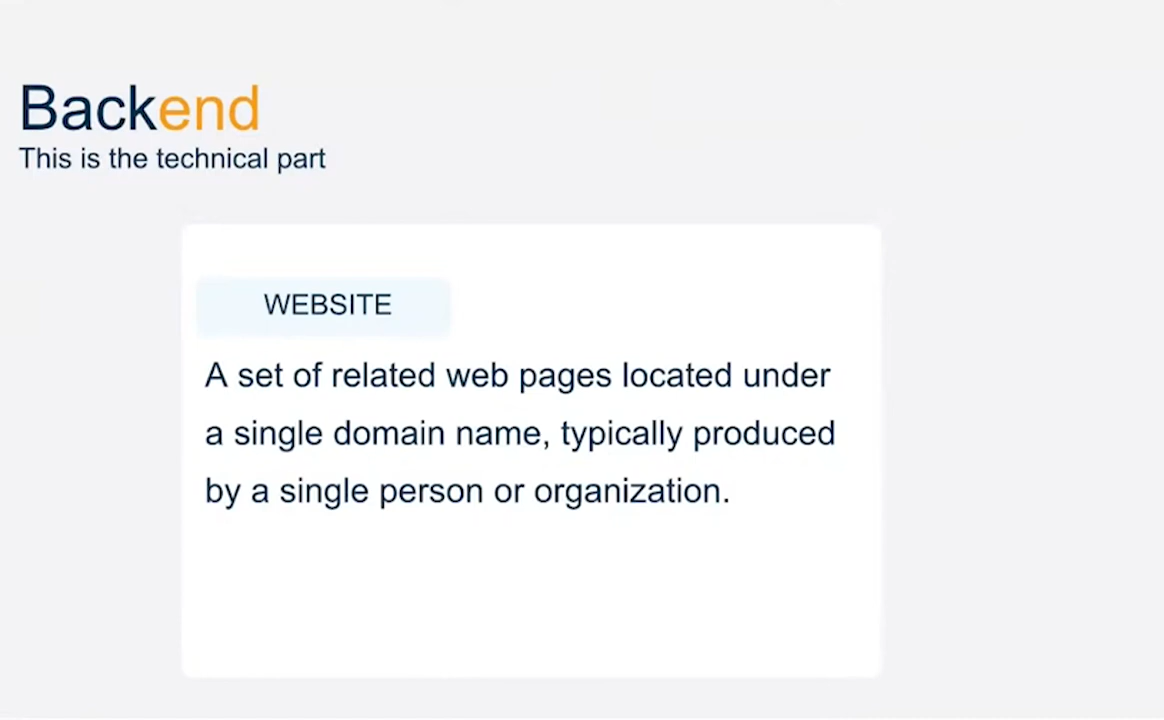 Backend
This is the technical part
WEBSITE
A set of related web pages located under
a single domain name, typically produced
by a single person or organization.